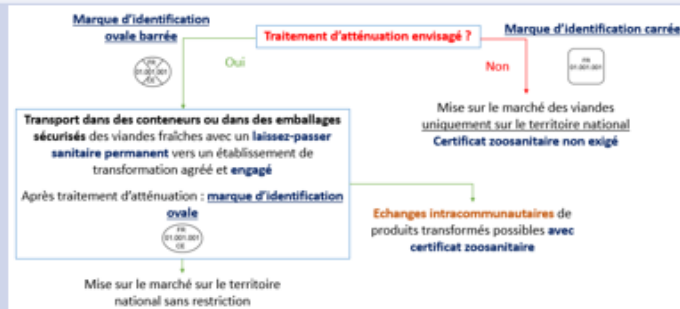 Marque d'identification
ovale barrée
Traitement d'atténuation envisagé ?
Marque d'identification carrée
FR
01.001.001
CE
Oui
Non
FR
01.001.001
Transport dans des conteneurs ou dans des emballages
sécurisés des viandes fraîches avec un laissez-passer
sanitaire permanent vers un établissement de
transformation agréé et engagé
Mise sur le marché des viandes
uniquement sur le territoire national
Certificat zoosanitaire non exigé
Après traitement d'atténuation : marque d'identification
ovale
FR
01.001.001
CE
Echanges intracommunautaires de
produits transformés possibles avec
certificat zoosanitaire
Mise sur le marché sur le territoire
national sans restriction